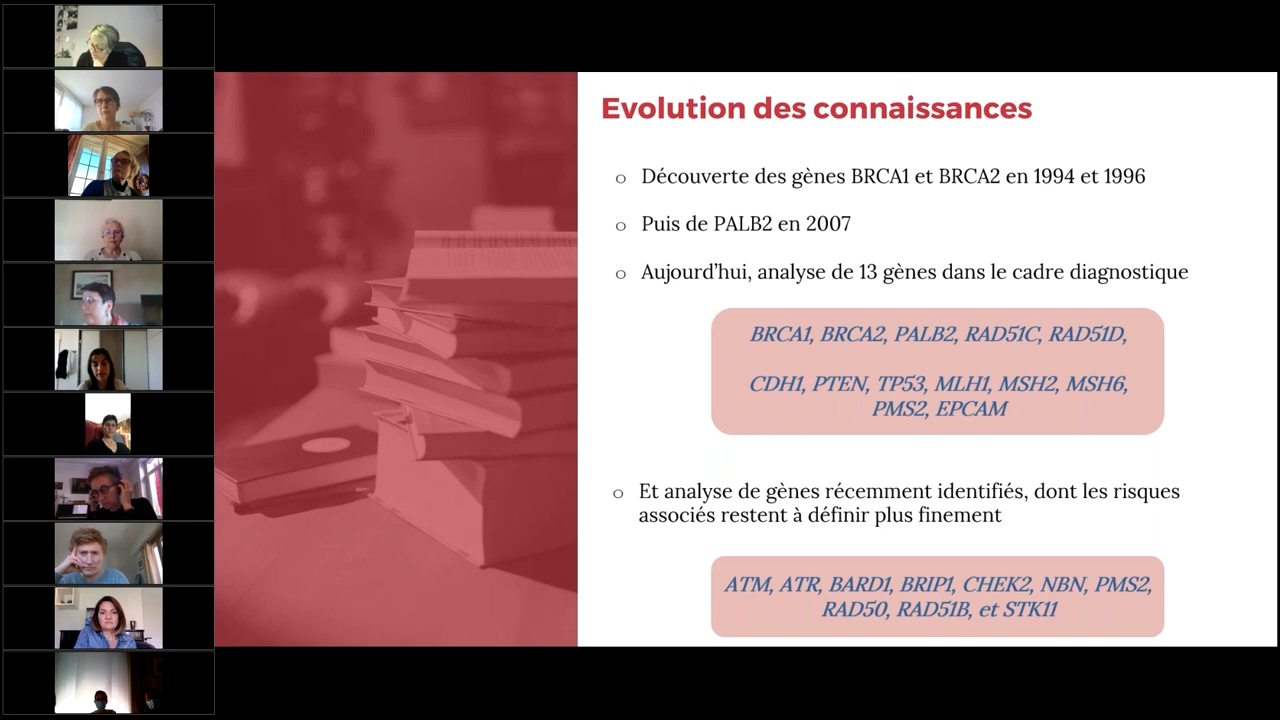 Evolution des connaissances
o Découverte des gènes BRCA1 et BRCA2 en 1994 et 1996
o Puis de PALB2 en 2007
o Aujourd’hui, analyse de 13 gènes dans le cadre diagnostique
BRCA1, BRCA2, PALB2, RAD51C, RAD51D,
CDH1, PTEN, TP53, MLH1, MSH2, MSH6,
PMS2, EPCAM
o Et analyse de gènes récemment identifiés, dont les risques
associés restent à définir plus finement
ATM, ATR, BARD1, BRIP1, CHEK2, NBN, PMS2,
RAD50, RAD51B, et STK11